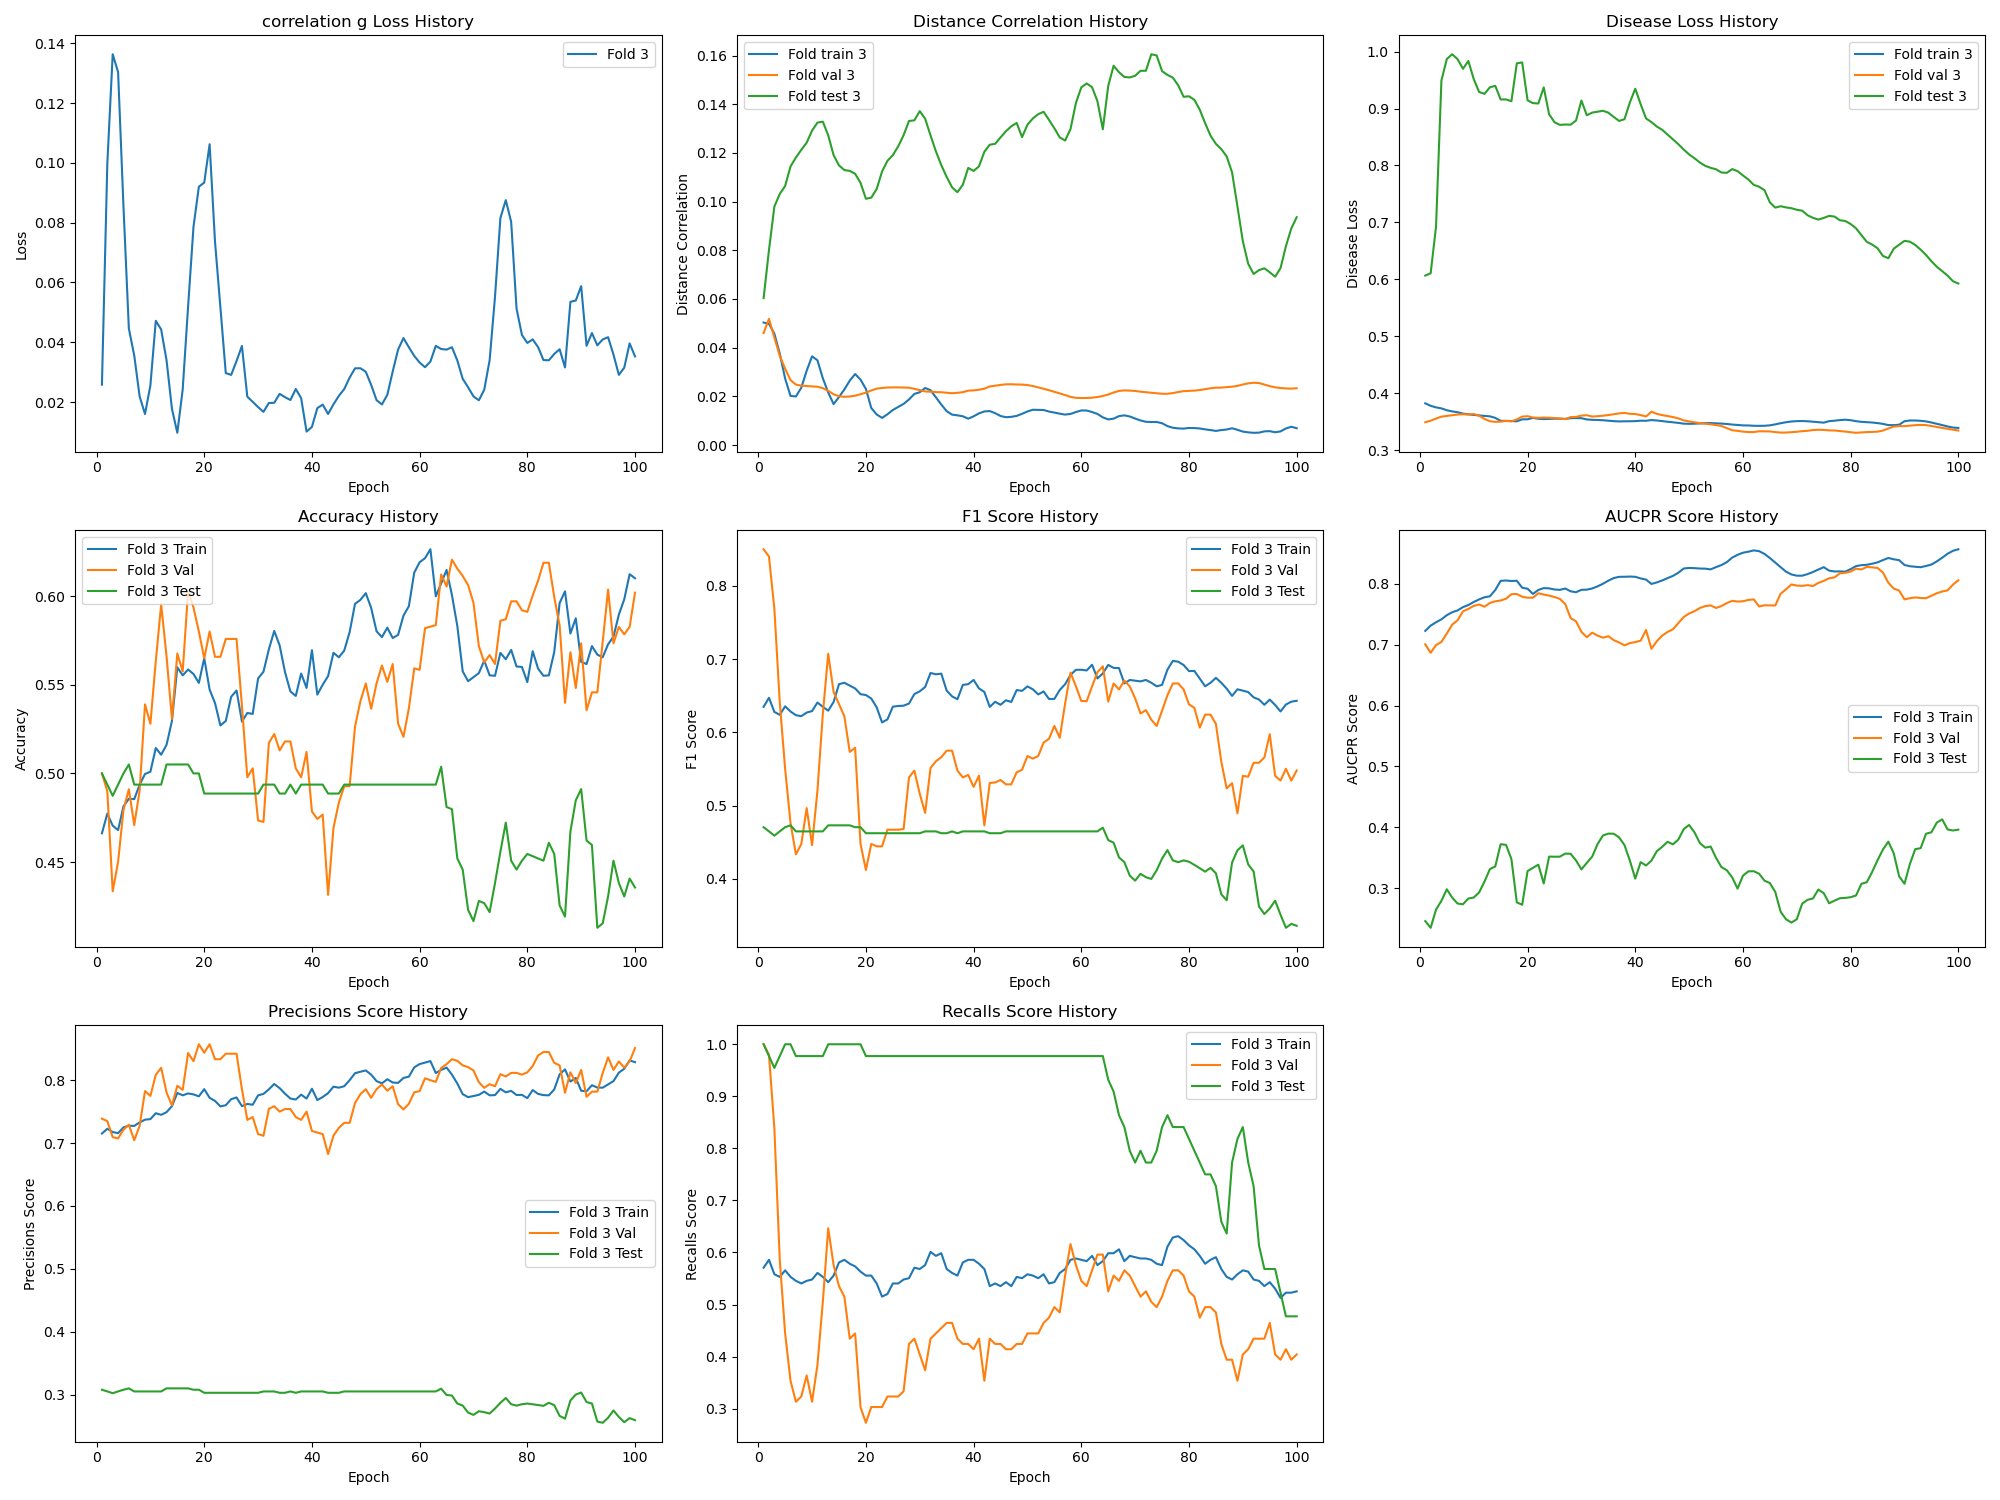 correlation g Loss History
Fold 3
0.14
0.12
0.10
0.08
0.06
0.04
0.02
Loss
0 20 40 60 80 100
Epoch
Distance Correlation History
Fold train 3
Fold val 3
Fold test 3
0.16
0.14
0.12
0.10
0.08
0.06
0.04
0.02
0.00
Distance Correlation
0 20 40 60 80 100
Epoch
Disease Loss History
Fold train 3
Fold val 3
Fold test 3
1.0
0.9
0.8
0.7
0.6
0.5
0.4
0.3
Disease Loss
0 20 40 60 80 100
Epoch
Accuracy History
Fold 3 Train
Fold 3 Val
Fold 3 Test
0.60
0.55
0.50
0.45
Accuracy
0 20 40 60 80 100
Epoch
F1 Score History
Fold 3 Train
Fold 3 Val
Fold 3 Test
0.8
0.7
0.6
0.5
0.4
F1 Score
0 20 40 60 80 100
Epoch
AUCPR Score History
Fold 3 Train
Fold 3 Val
Fold 3 Test
0.8
0.7
0.6
0.5
0.4
0.3
AUCPR Score
0 20 40 60 80 100
Epoch
Precisions Score History
Fold 3 Train
Fold 3 Val
Fold 3 Test
0.8
0.7
0.6
0.5
0.4
0.3
Precisions Score
0 20 40 60 80 100
Epoch
Recalls Score History
Fold 3 Train
Fold 3 Val
Fold 3 Test
1.0
0.9
0.8
0.7
0.6
0.5
0.4
0.3
Recalls Score
0 20 40 60 80 100
Epoch